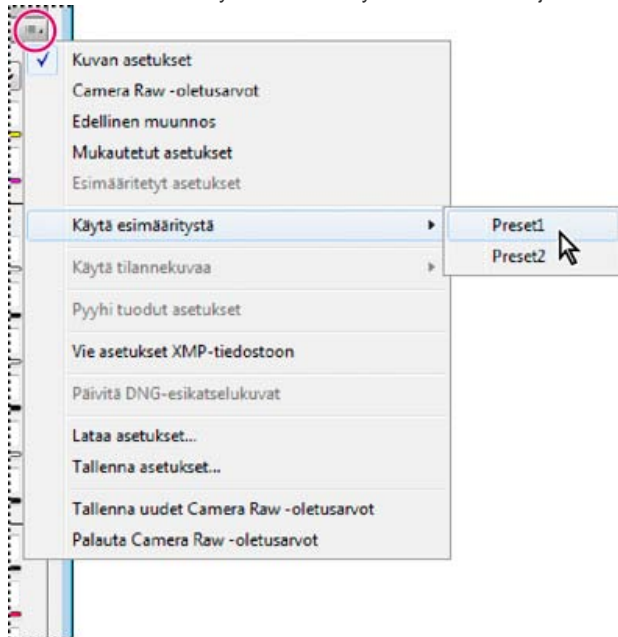 Kuvan asetukset
Camera Raw -oletusarvot
Edellinen muunnos
Mukautetut asetukset
Esimääritetyt asetukset
Käytä esimääritystä
Preset1
Preset2
Käytä tilannekuvaa
Pyyhi tuodut asetukset
Vie asetukset XMP-tiedostoon
Päivitä DNG-esikatselukuvat
Lataa asetukset...
Tallenna asetukset...
Tallenna uudet Camera Raw -oletusarvot
Palauta Camera Raw -oletusarvot